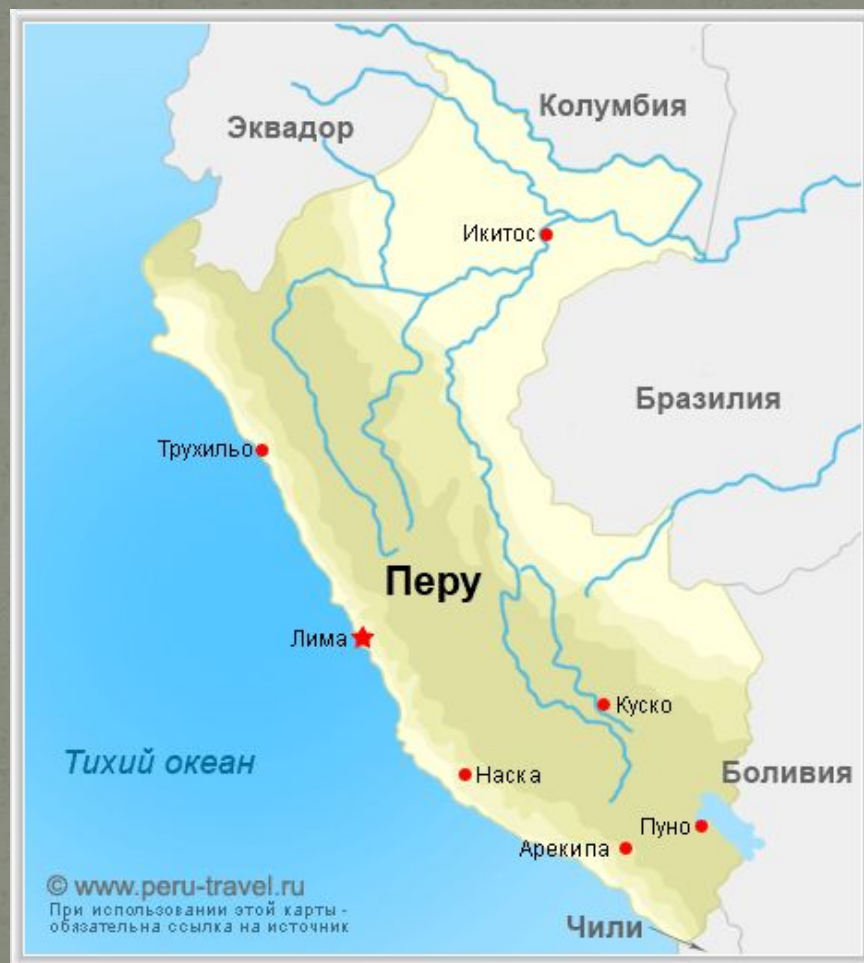 Колумбия
Эквадор
Икитос
Бразилия
Трухильо
Перу
Лима
Куско
Тихий океан
Наска
Боливия
Пуно
Арекипа
© www.peru-travel.ru
При использовании этой карты -
обязательна ссылка на источник
Чили